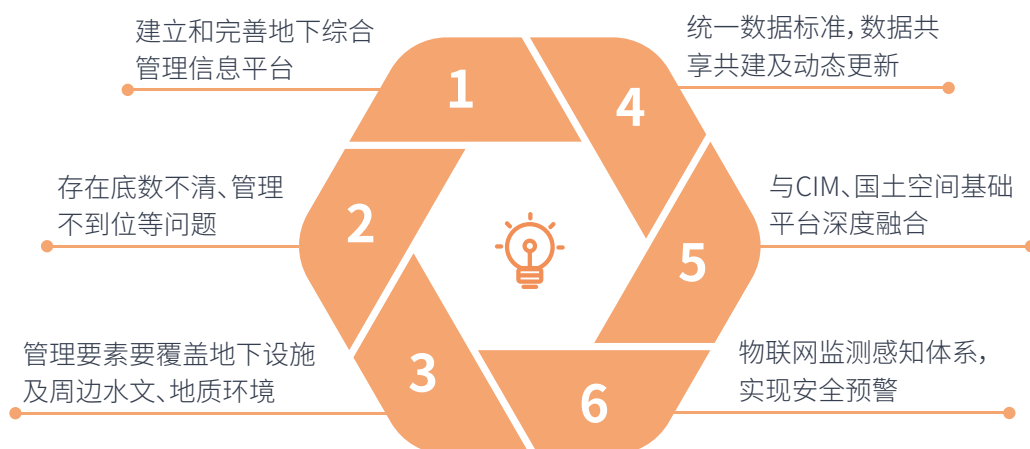 建立和完善地下综合
管理信息平台
1
存在底数不清、管理
不到位等问题
2
管理要素要覆盖地下设施
及周边水文、地质环境
3
统一数据标准，数据共
享共建及动态更新
4
与CIM、国土空间基础
平台深度融合
5
物联网监测感知体系，
实现安全预警
6